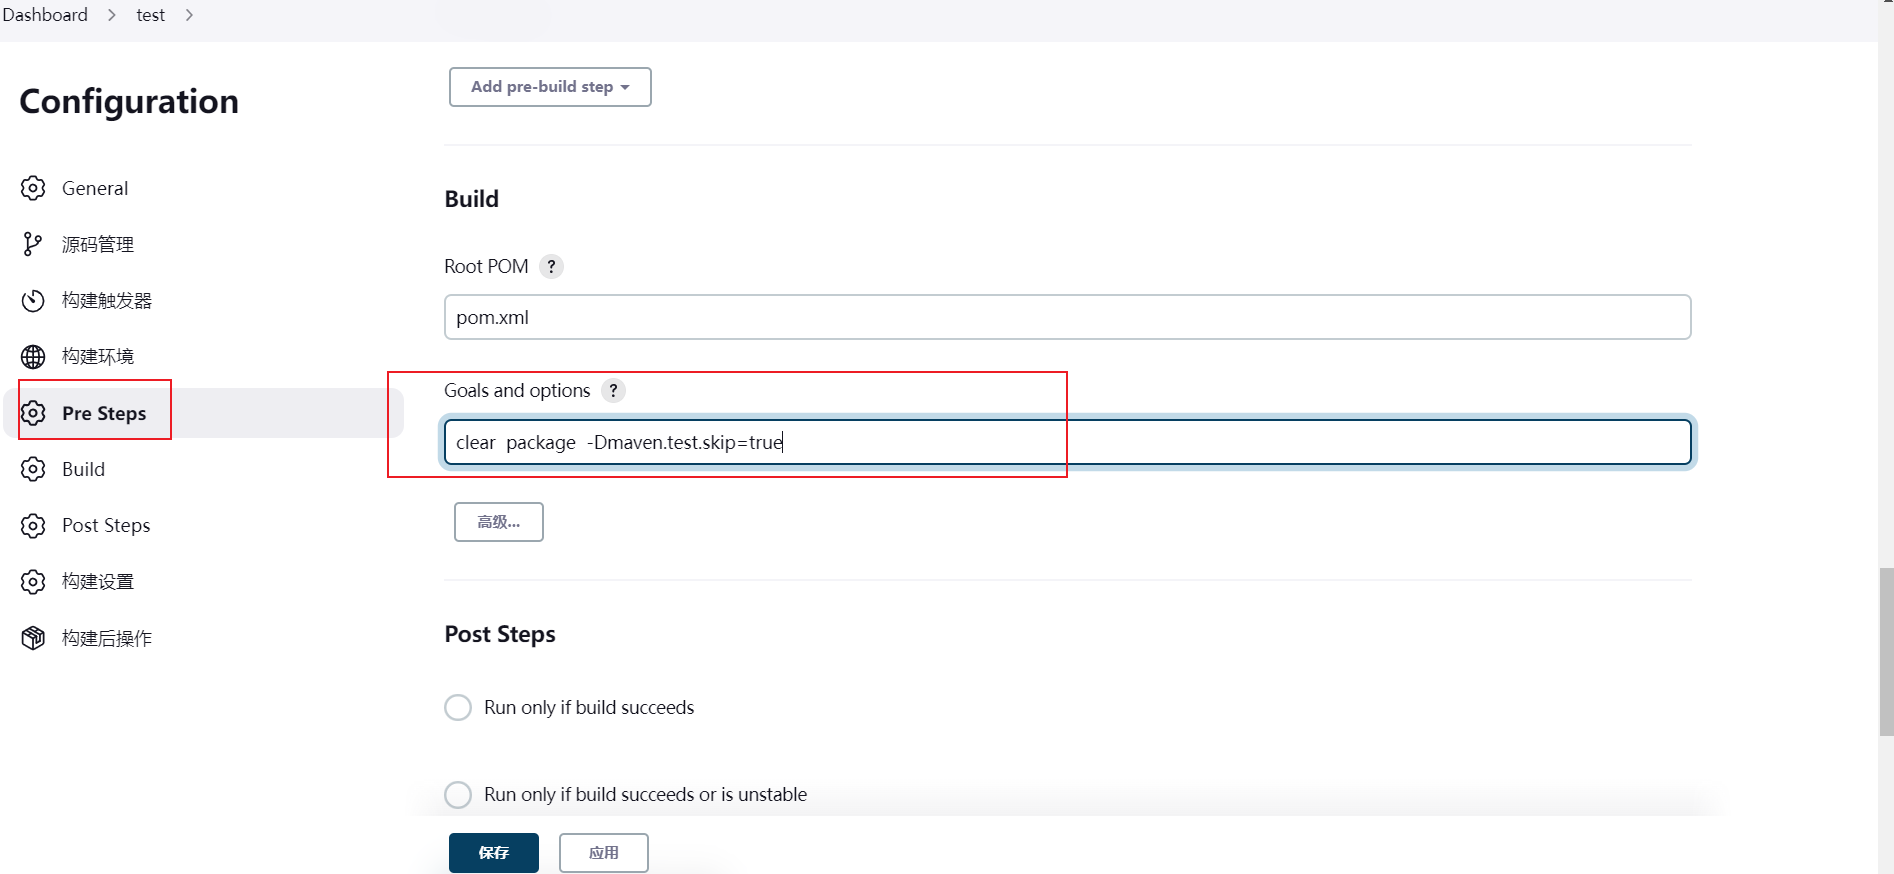 Dashboard > test >
Configuration
General
源码管理
构建触发器
构建环境
Pre Steps
Build
Post Steps
构建设置
构建后操作
Add pre-build step
Build
Root POM ?
pom.xml
Goals and options ?
clear package -Dmaven.test.skip=true
高级...
Post Steps
Run only if build succeeds
Run only if build succeeds or is unstable
保存 应用